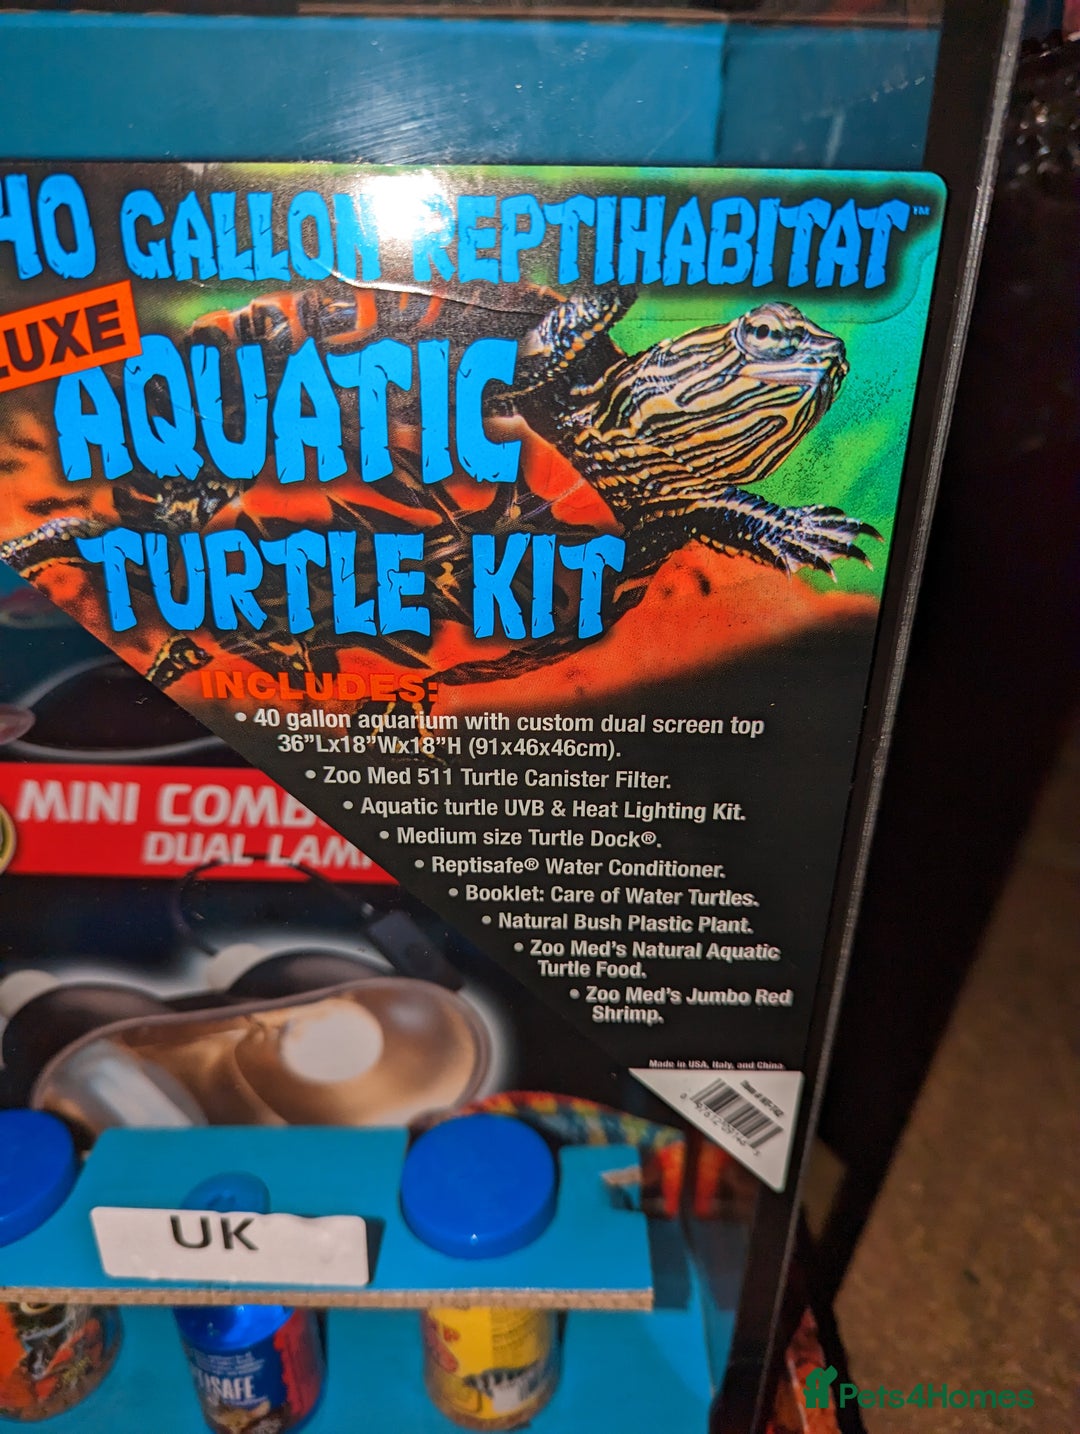 40 GALLON REPTIHABITAT™
LUXE
AQUATIC
TURTLE KIT
INCLUDES:
• 40 gallon aquarium with custom dual screen top
36”Lx18”Wx18”H (91x46x46cm).
• Zoo Med 511 Turtle Canister Filter.
• Aquatic turtle UVB & Heat Lighting Kit.
• Medium size Turtle Dock®.
• Reptisafe® Water Conditioner.
• Booklet: Care of Water Turtles.
• Natural Bush Plastic Plant.
• Zoo Med’s Natural Aquatic
Turtle Food.
• Zoo Med’s Jumbo Red
Shrimp.
Made in USA, Italy, and China.
MINI COMB
DUAL LAM
UK
ISAFE
Pets4Homes